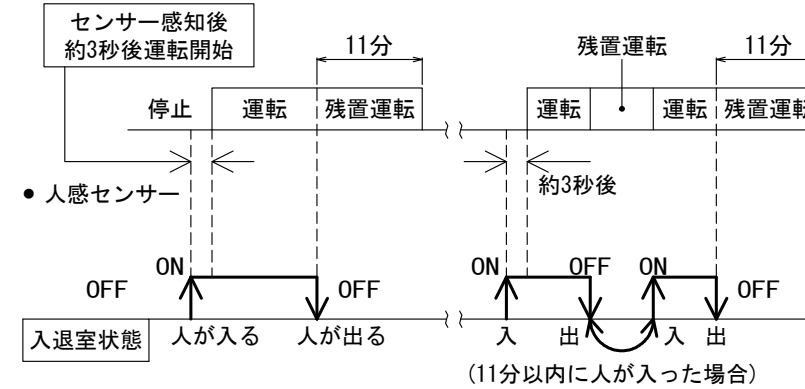 センサー感知後
約3秒後運転開始
11分
残置運転
11分
停止
運転
残置運転
運転
運転
残置運転
約3秒後
● 人感センサー
OFF
ON
OFF
ON
OFF
ON
OFF
入退室状態
人が入る
人が出る
入
出
入
出
(11分以内に人が入った場合)